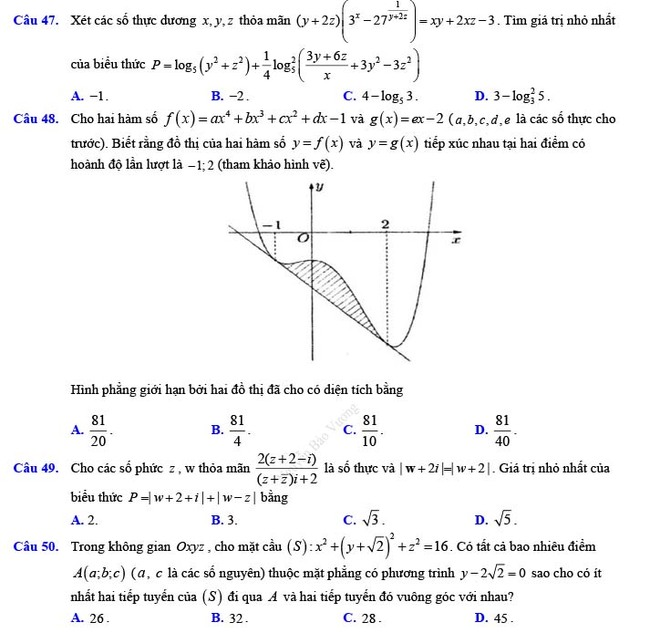 Câu 47. Xét các số thực dương x, y, z thỏa mãn (y+2z)(3^x − 27^{1/(y+2z)}) = xy + 2xz − 3. Tìm giá trị nhỏ nhất
của biểu thức P = log₅(y² + z²) + 1/4 log₅²((3y+6z)/x + 3y² − 3z²)
A. −1. B. −2. C. 4 − log₅ 3. D. 3 − log₃² 5.
Câu 48. Cho hai hàm số f(x) = ax⁴ + bx³ + cx² + dx − 1 và g(x) = ex − 2 (a,b,c,d,e là các số thực cho
trước). Biết rằng đồ thị của hai hàm số y = f(x) và y = g(x) tiếp xúc nhau tại hai điểm có
hoành độ lần lượt là −1; 2 (tham khảo hình vẽ).
y
−1 2
O x
Hình phẳng giới hạn bởi hai đồ thị đã cho có diện tích bằng
A. 81/20. B. 81/4. C. 81/10. D. 81/40.
Bảo Vương
Câu 49. Cho các số phức z, w thỏa mãn 2(z+2−i)/((z+z̅)i+2) là số thực và |w+2i|=|w+2|. Giá trị nhỏ nhất của
biểu thức P=|w+2+i|+|w−z| bằng
A. 2. B. 3. C. √3. D. √5.
Câu 50. Trong không gian Oxyz, cho mặt cầu (S): x² + (y+√2)² + z² = 16. Có tất cả bao nhiêu điểm
A(a;b;c) (a, c là các số nguyên) thuộc mặt phẳng có phương trình y − 2√2 = 0 sao cho có ít
nhất hai tiếp tuyến của (S) đi qua A và hai tiếp tuyến đó vuông góc với nhau?
A. 26. B. 32. C. 28. D. 45.